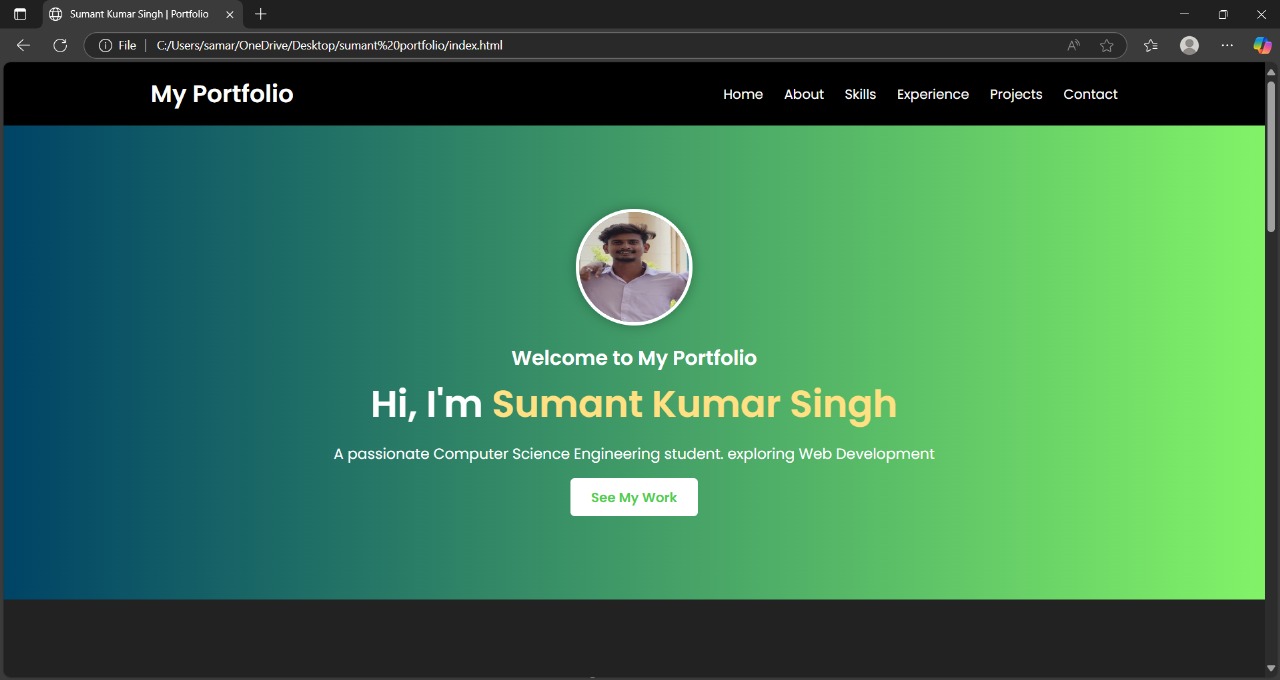 Sumant Kumar Singh | Portfolio
File
C:/Users/samar/OneDrive/Desktop/sumant%20portfolio/index.html
My Portfolio
Home About Skills Experience Projects Contact
Welcome to My Portfolio
Hi, I'm Sumant Kumar Singh
A passionate Computer Science Engineering student. exploring Web Development
See My Work